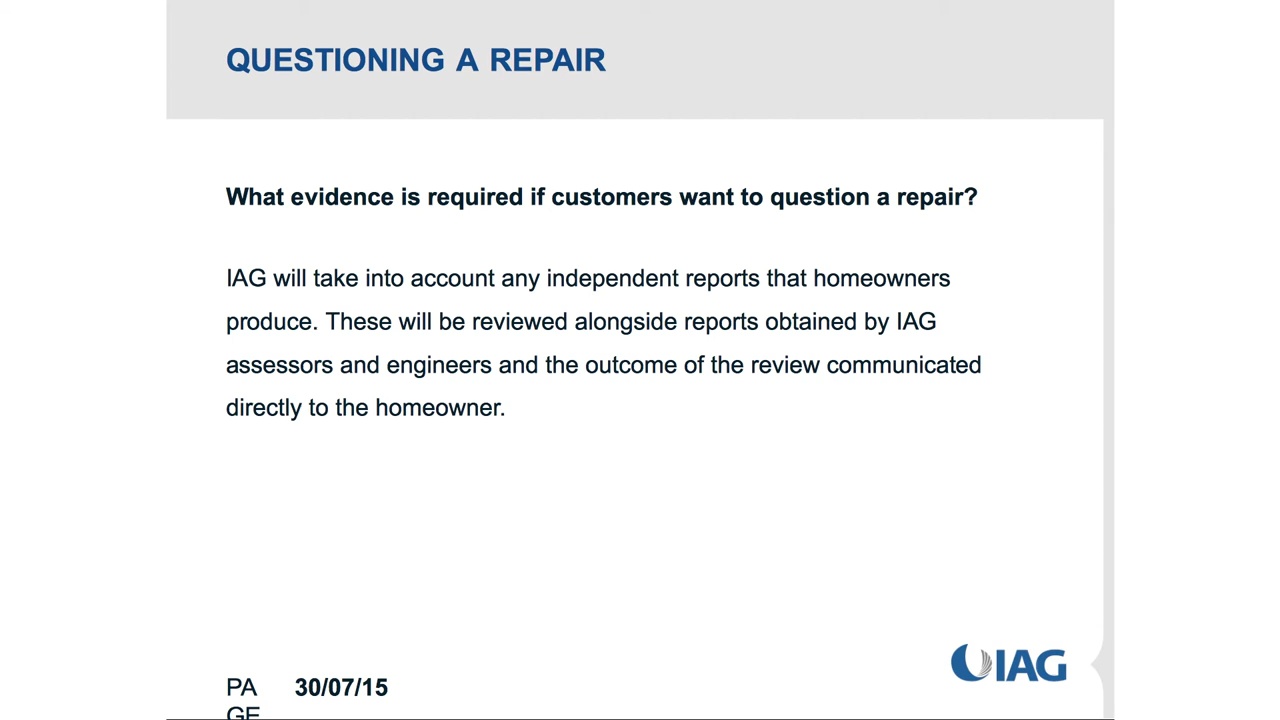 QUESTIONING A REPAIR
What evidence is required if customers want to question a repair?
IAG will take into account any independent reports that homeowners
produce. These will be reviewed alongside reports obtained by IAG
assessors and engineers and the outcome of the review communicated
directly to the homeowner.
IAG
PA 30/07/15
GE